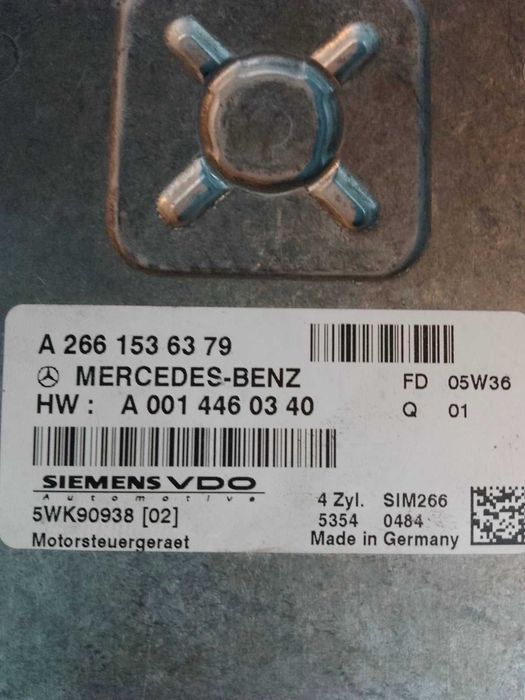 A 266 153 63 79
MERCEDES-BENZ
FD 05W36
HW : A 001 446 03 40
Q 01
SIEMENS VDO
Automotive
4 Zyl. SIM266
5WK90938 [02]
5354 0484
Motorsteuergeraet
Made in Germany